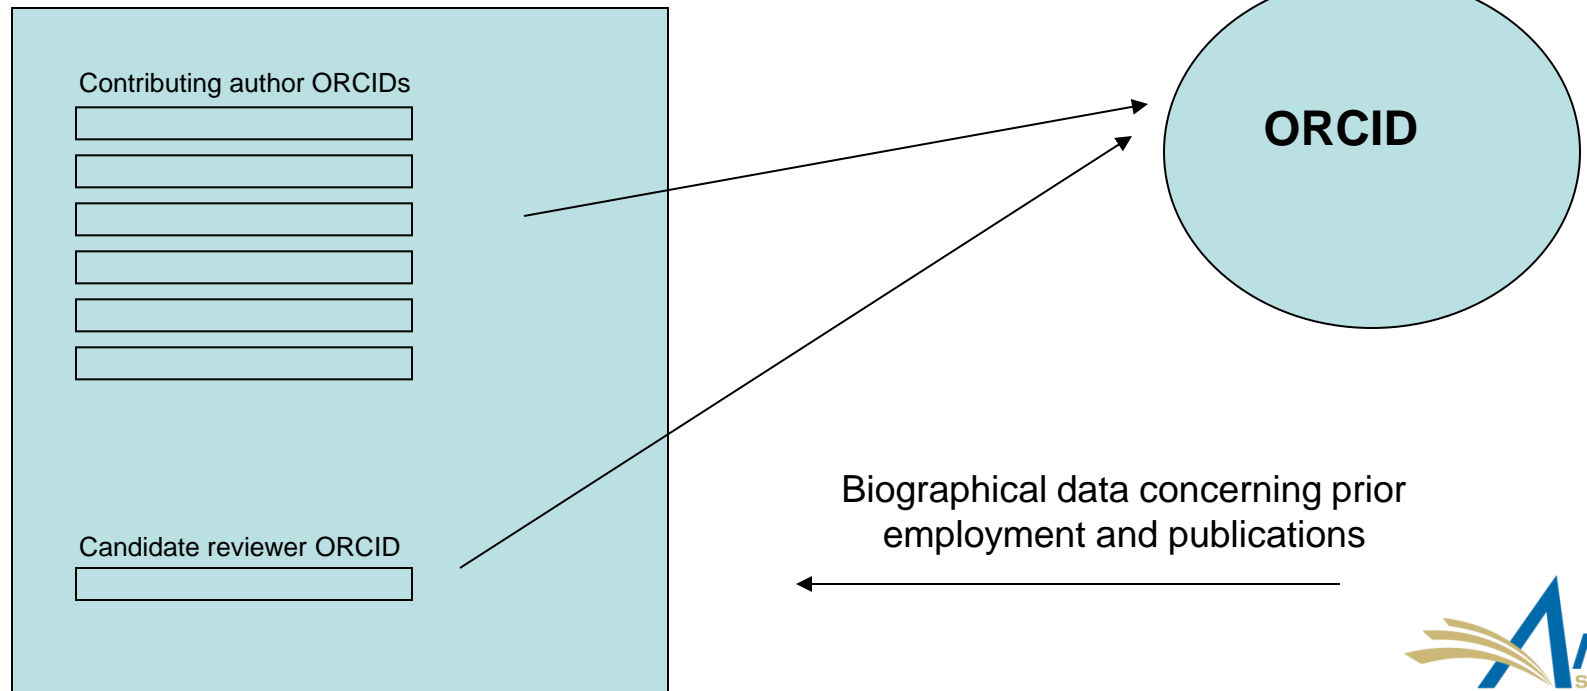 Contributing author ORCIDs
ORCID
Biographical data concerning prior
employment and publications
Candidate reviewer ORCID